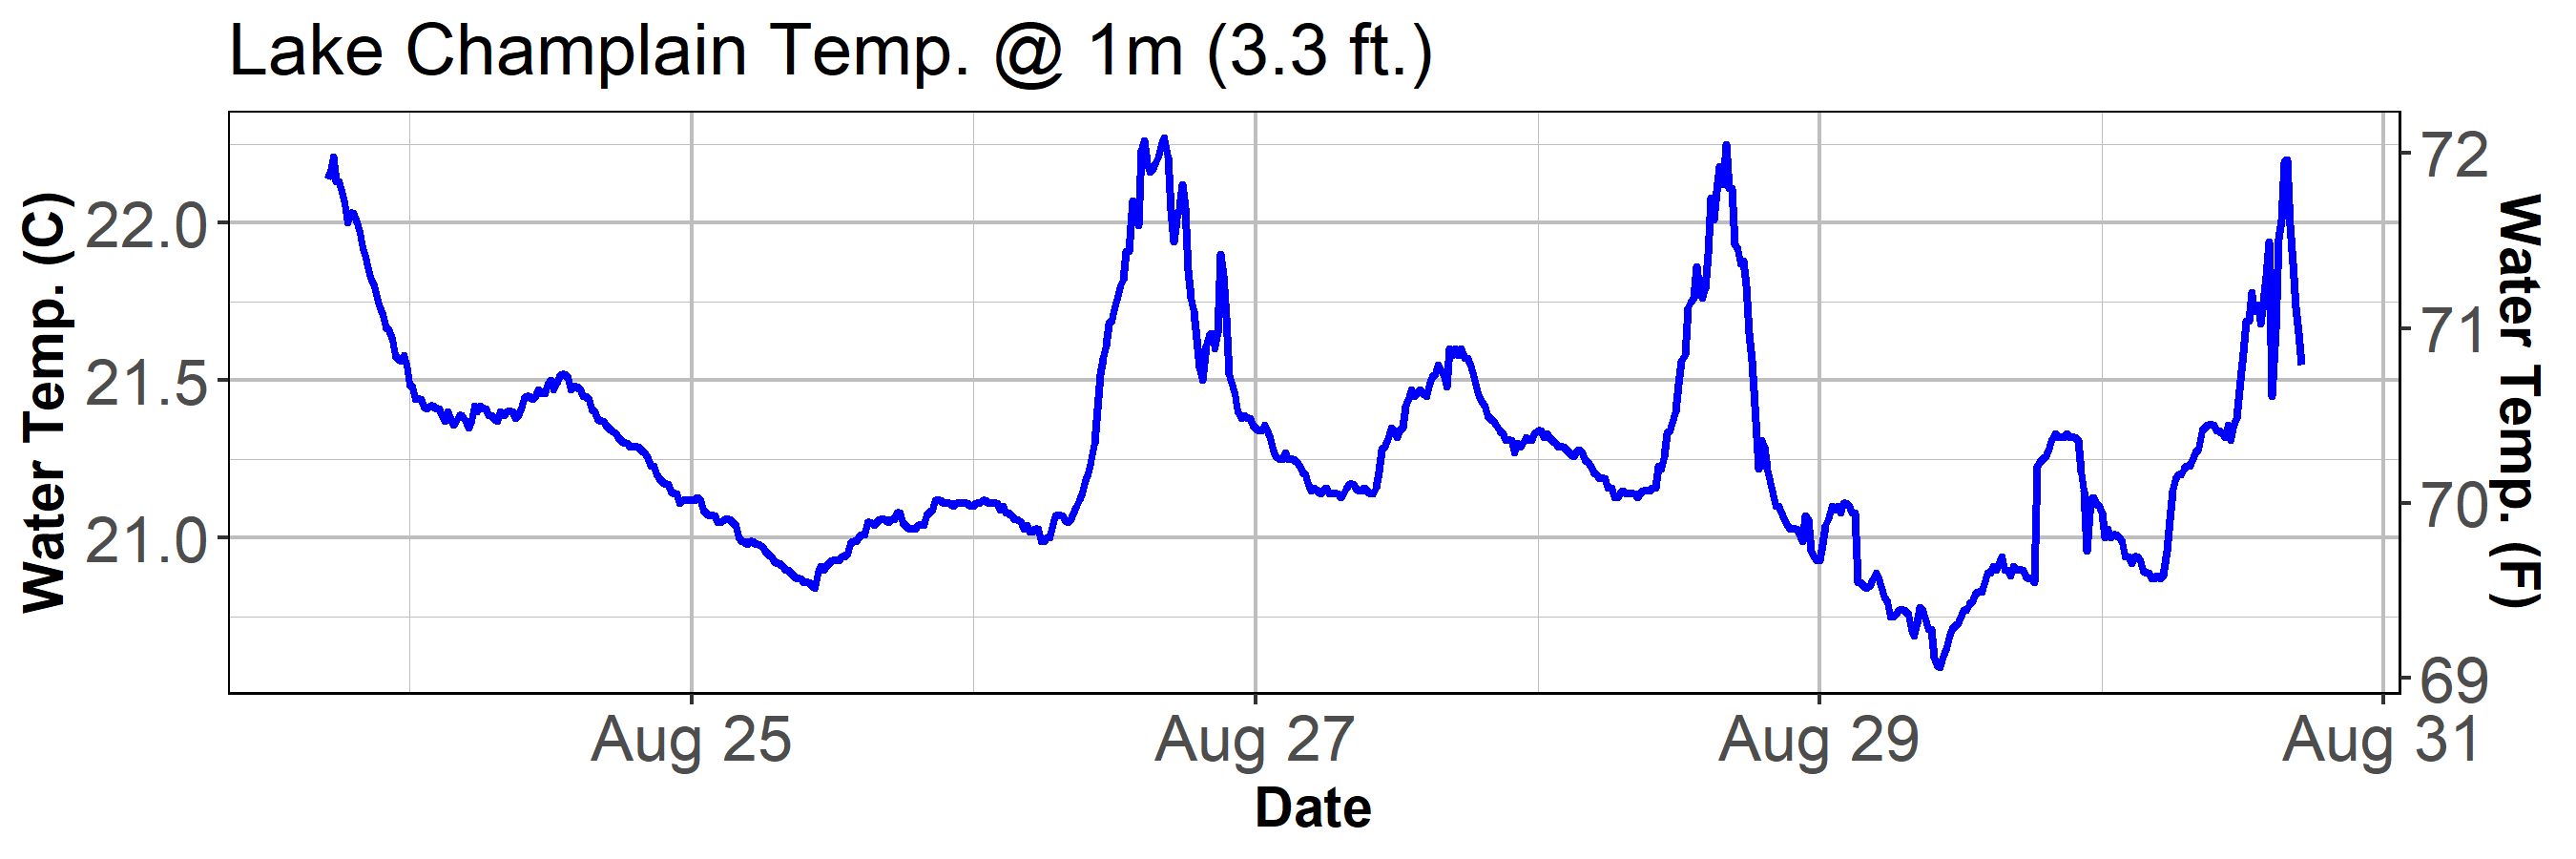 Lake Champlain Temp. @ 1m (3.3 ft.)
Water Temp. (C)
22.0
21.5
21.0
72
71
70
69
Water Temp. (F)
Aug 25 Aug 27 Aug 29 Aug 31
Date